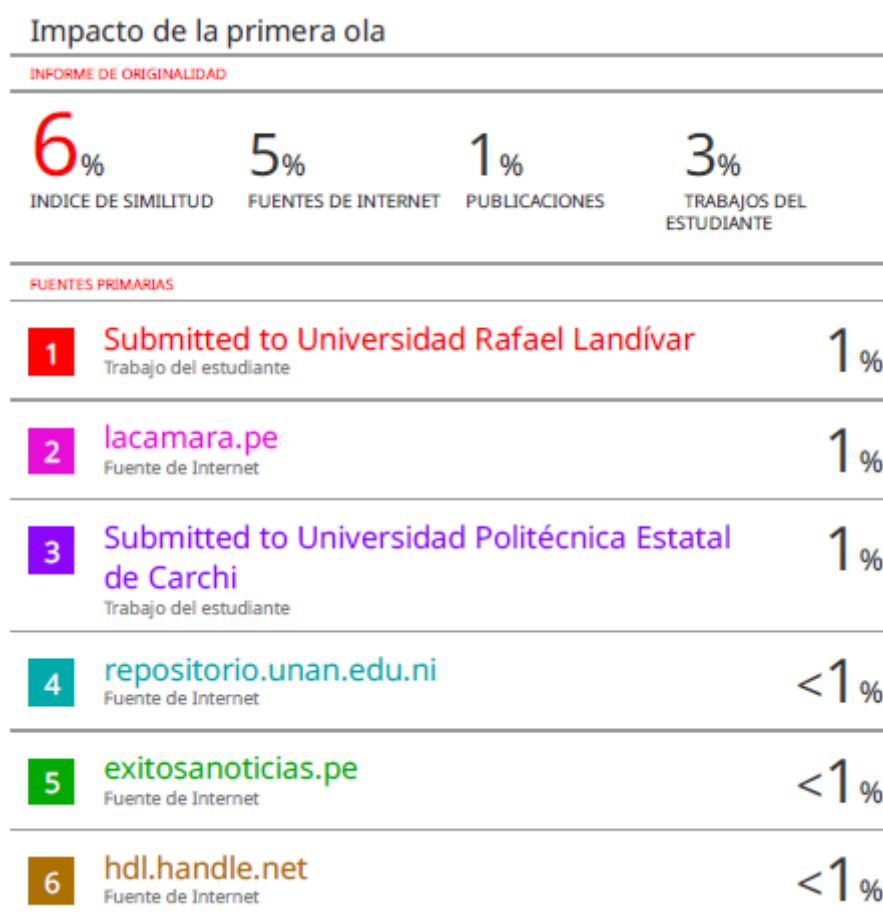 Impacto de la primera ola
INFORME DE ORIGINALIDAD
6%
INDICE DE SIMILITUD
5%
FUENTES DE INTERNET
1%
PUBLICACIONES
3%
TRABAJOS DEL
ESTUDIANTE
FUENTES PRIMARIAS
1
Submitted to Universidad Rafael Landívar
Trabajo del estudiante
1%
2
lacamara.pe
Fuente de Internet
1%
3
Submitted to Universidad Politécnica Estatal
de Carchi
Trabajo del estudiante
1%
4
repositorio.unan.edu.ni
Fuente de Internet
<1%
5
exitosanoticias.pe
Fuente de Internet
<1%
6
hdl.handle.net
Fuente de Internet
<1%